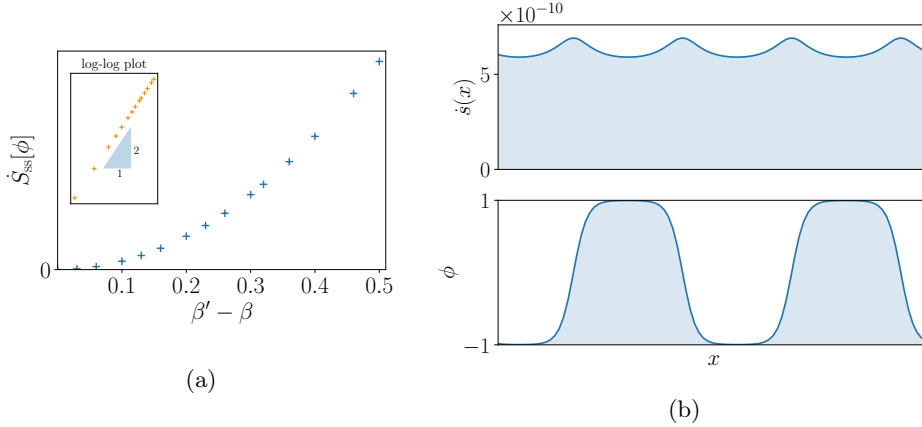 log-log plot
2
1
Ṡss[ϕ]
0
0.1 0.2 0.3 0.4 0.5
β′ − β
(a)
×10⁻¹⁰
5
ṡ(x)
0
1
ϕ
−1
x
(b)